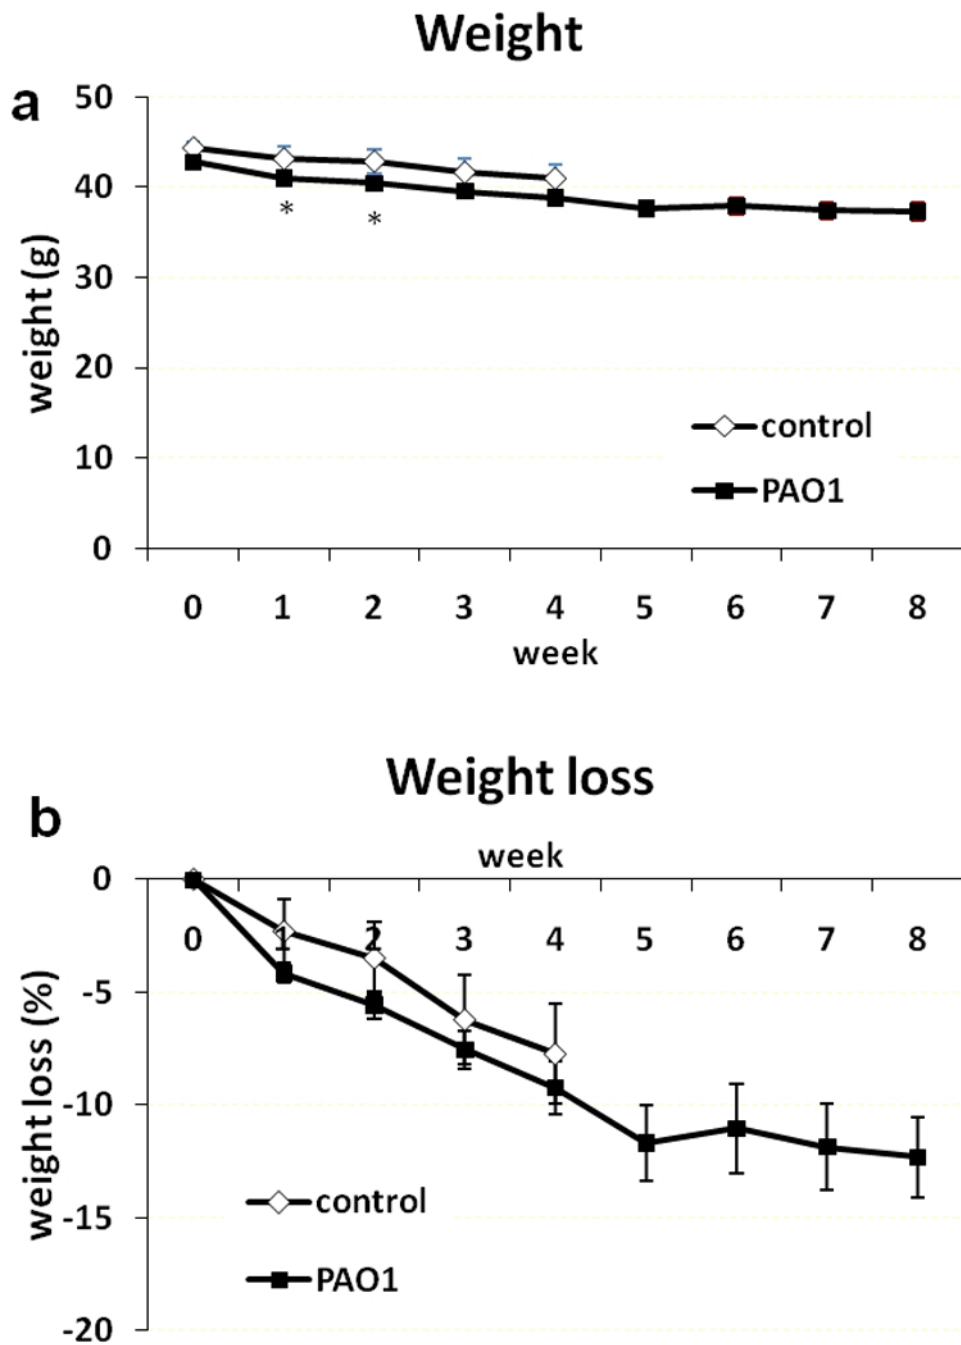 Weight
a
50
40
30
20
10
0
weight (g)
* *
control
PAO1
0 1 2 3 4 5 6 7 8
week
Weight loss
b
week
0
-5
-10
-15
-20
0 1 2 3 4 5 6 7 8
weight loss (%)
control
PAO1